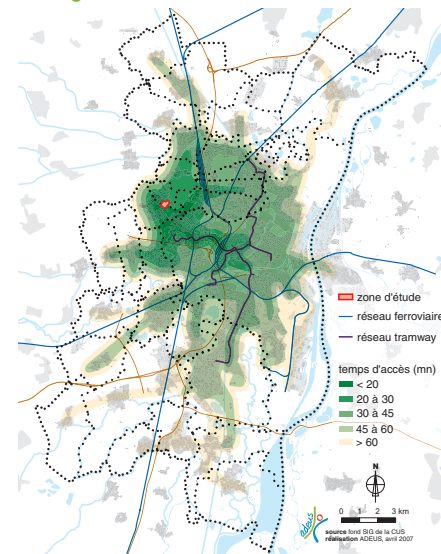 zone d'étude
réseau ferroviaire
réseau tramway
temps d'accès (mn)
< 20
20 à 30
30 à 45
45 à 60
> 60
N
0 1 2 3 km
adeus
source fond SIG de la CUS
réalisation ADEUS, avril 2007